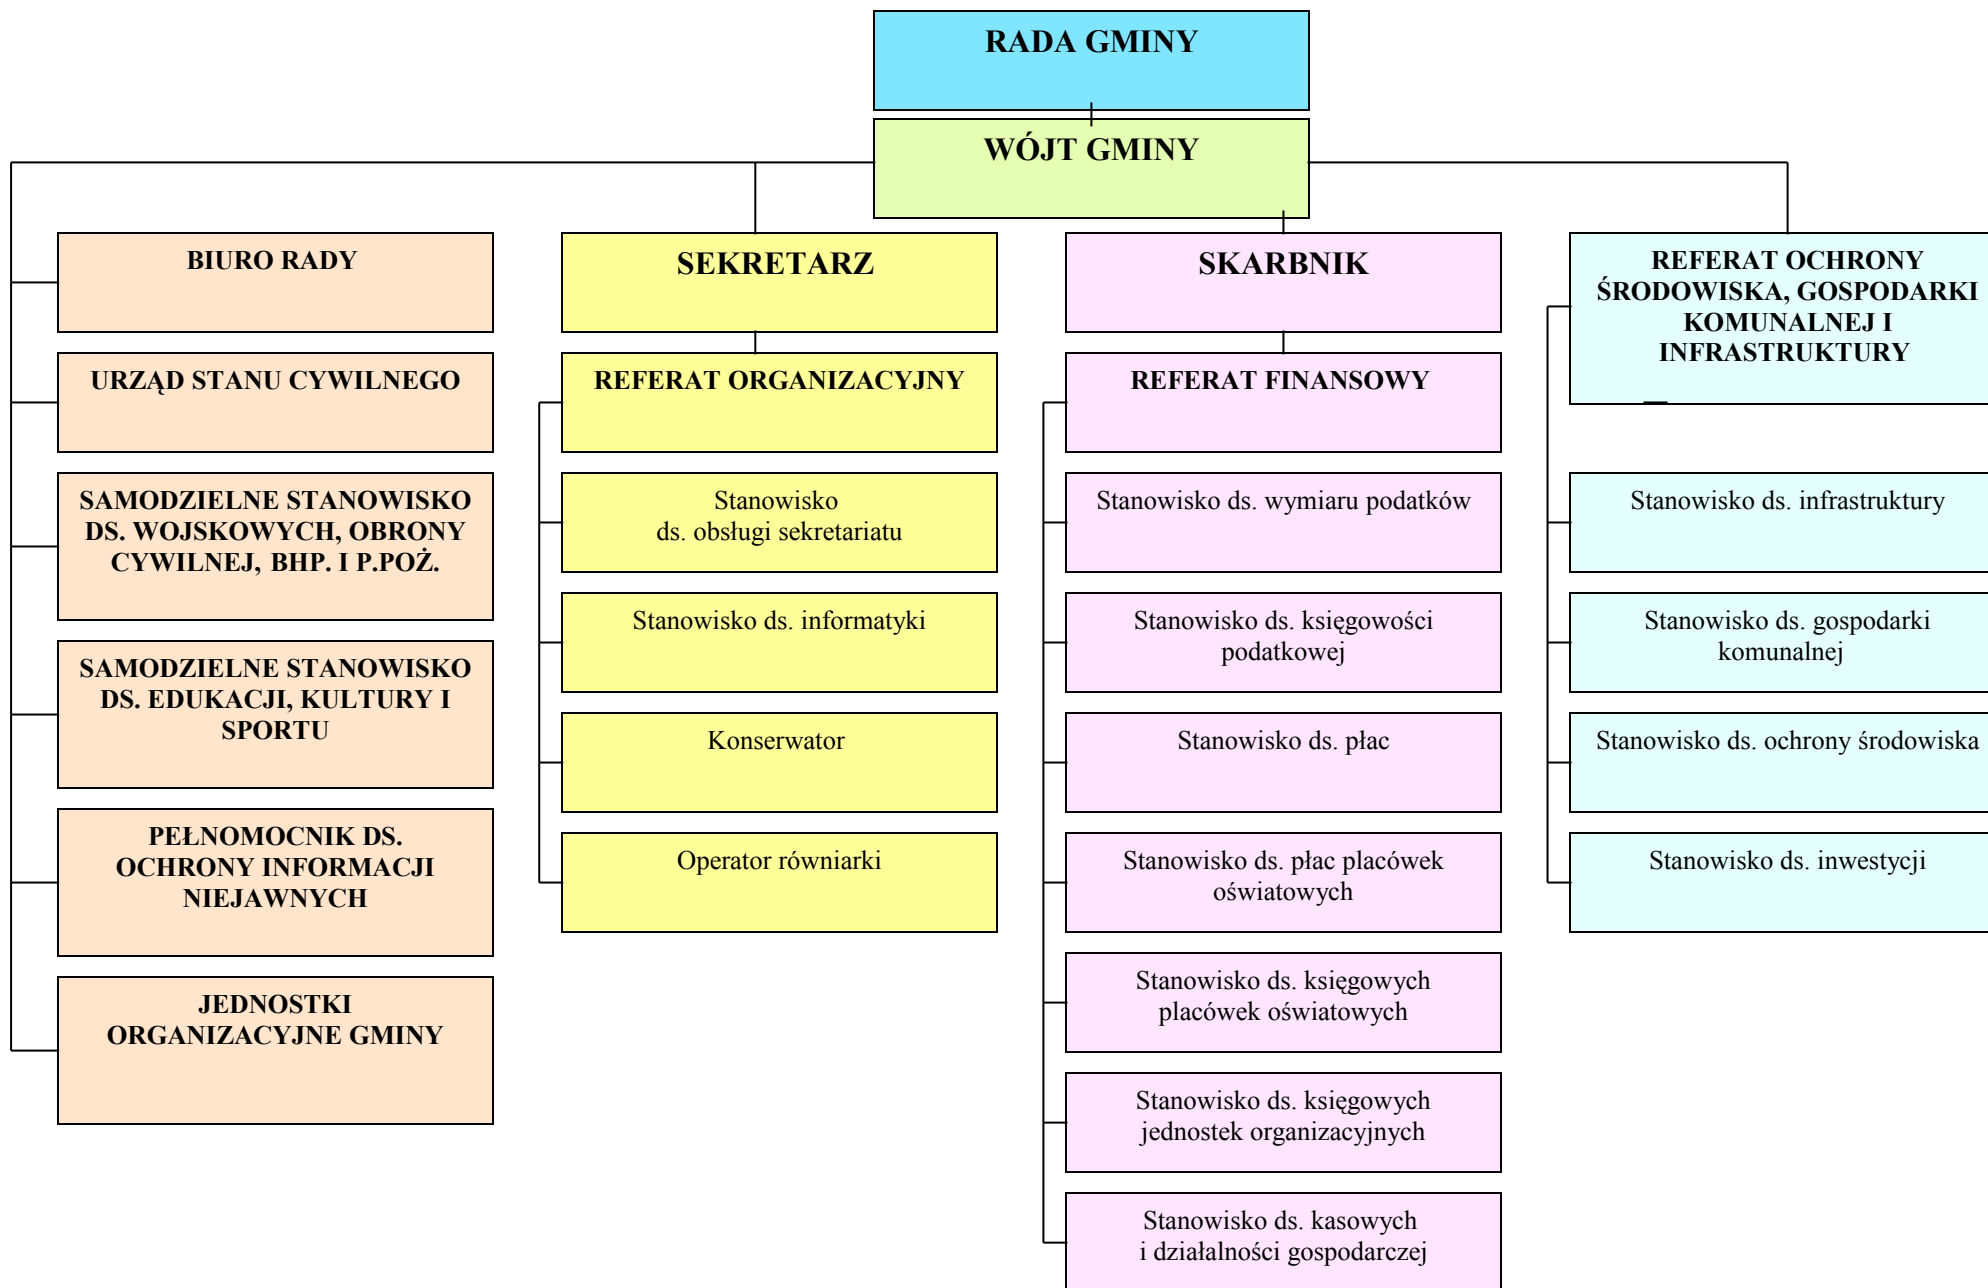 RADA GMINY
WÓJT GMINY
BIURO RADY
URZĄD STANU CYWILNEGO
SAMODZIELNE STANOWISKO
DS. WOJSKOWYCH, OBRONY
CYWILNEJ, BHP. I P.POŻ.
SAMODZIELNE STANOWISKO
DS. EDUKACJI, KULTURY I
SPORTU
PEŁNOMOCNIK DS.
OCHRONY INFORMACJI
NIEJAWNYCH
JEDNOSTKI
ORGANIZACYJNE GMINY
SEKRETARZ
REFERAT ORGANIZACYJNY
Stanowisko
ds. obsługi sekretariatu
Stanowisko ds. informatyki
Konserwator
Operator równiarki
SKARBNIK
REFERAT FINANSOWY
Stanowisko ds. wymiaru podatków
Stanowisko ds. księgowości
podatkowej
Stanowisko ds. płac
Stanowisko ds. płac placówek
oświatowych
Stanowisko ds. księgowych
placówek oświatowych
Stanowisko ds. księgowych
jednostek organizacyjnych
Stanowisko ds. kasowych
i działalności gospodarczej
REFERAT OCHRONY
ŚRODOWISKA, GOSPODARKI
KOMUNALNEJ I
INFRASTRUKTURY
Stanowisko ds. infrastruktury
Stanowisko ds. gospodarki
komunalnej
Stanowisko ds. ochrony środowiska
Stanowisko ds. inwestycji